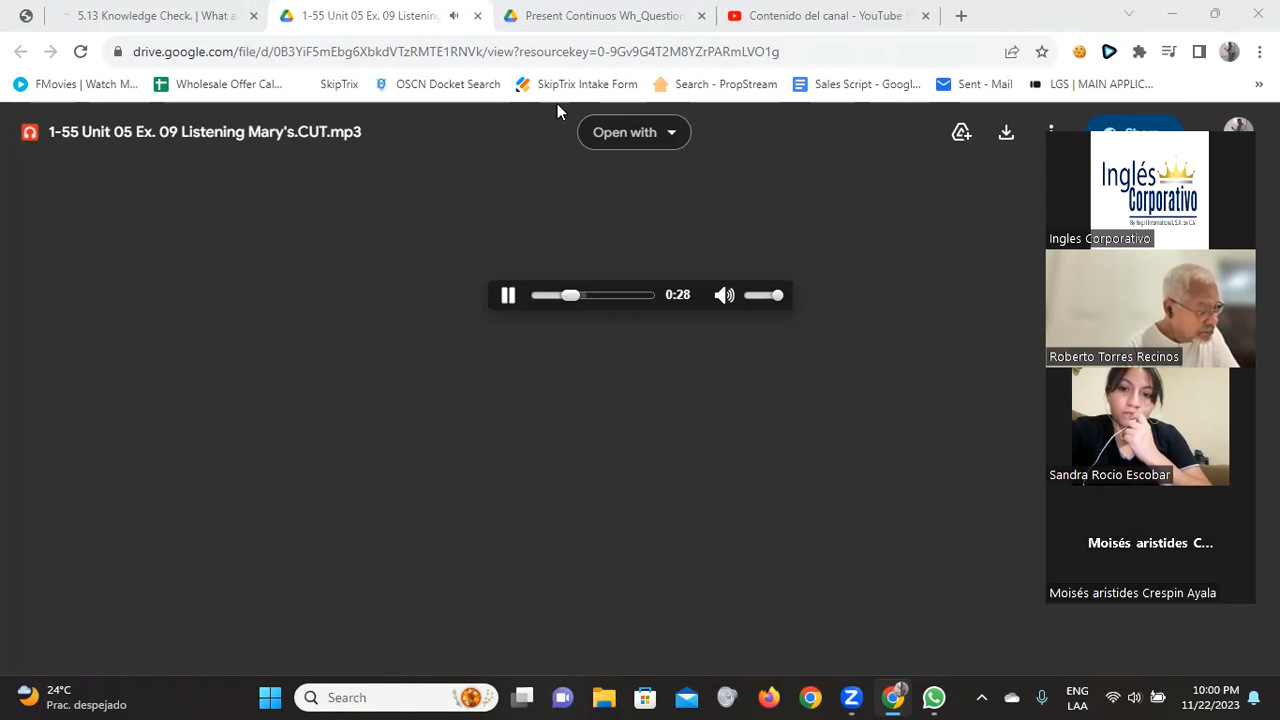 5.13 Knowledge Check. | What a
1-55 Unit 05 Ex. 09 Listening
Present Continuos Wh_Question
Contenido del canal - YouTube S
drive.google.com/file/d/0B3YiF5mEbg6XbkdVTzRMTE1RNVk/view?resourcekey=0-9Gv9G4T2M8YZrPARmLVO1g
FMovies | Watch M...
Wholesale Offer Cal...
SkipTrix
OSCN Docket Search
SkipTrix Intake Form
Search - PropStream
Sales Script - Googl...
Sent - Mail
LGS | MAIN APPLIC...
»
1-55 Unit 05 Ex. 09 Listening Mary's.CUT.mp3
Open with
Share
Inglés
Corporativo
Ingles Corporativo
0:28
Roberto Torres Recinos
Sandra Rocio Escobar
Moisés aristides C...
Moisés aristides Crespin Ayala
24°C
Prac. despejado
Search
ENG
LAA
10:00 PM
11/22/2023